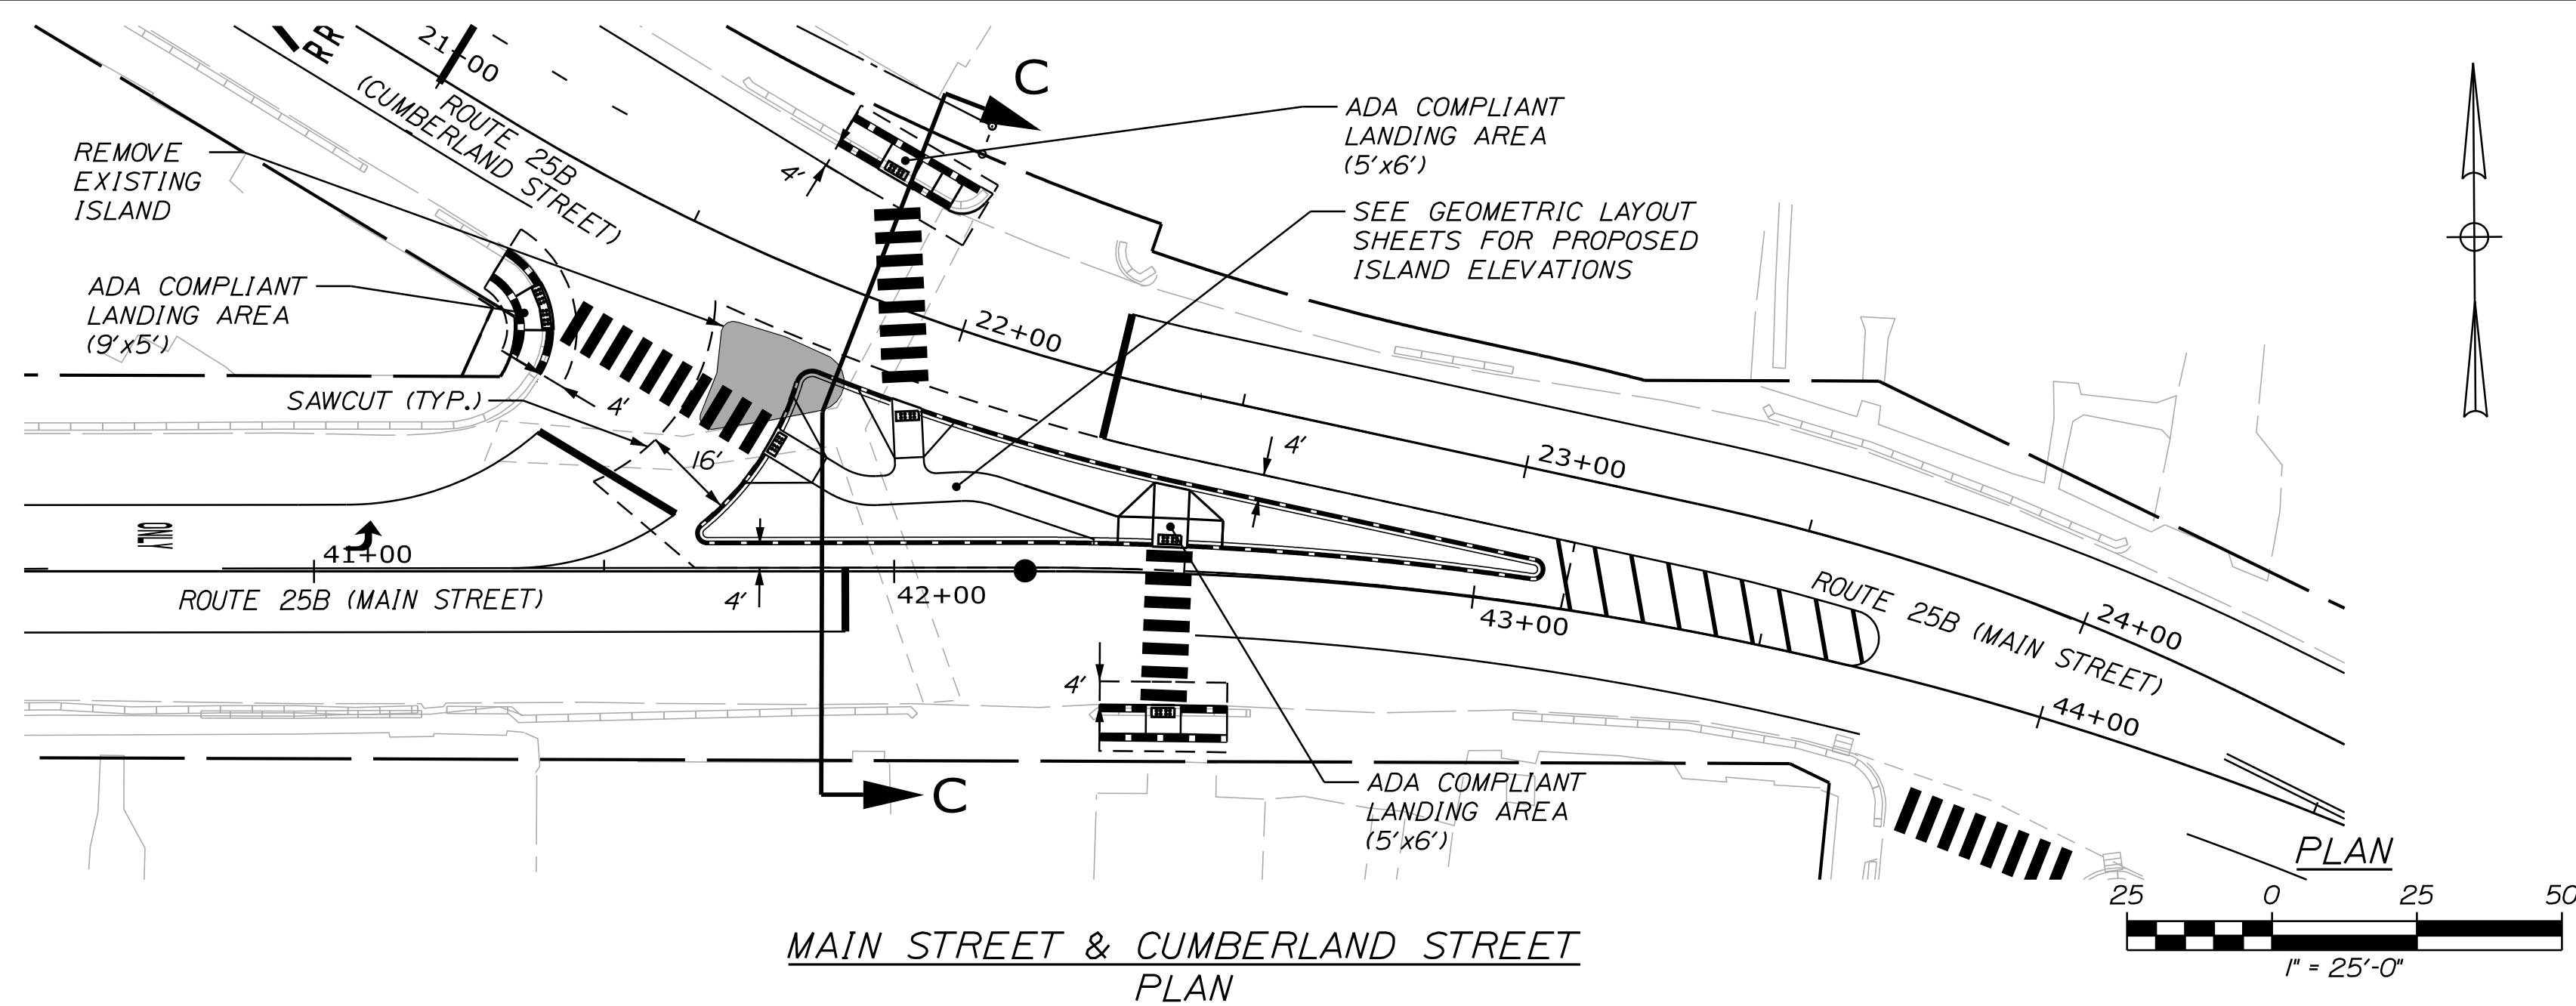 RR
21+00
ROUTE 25B
(CUMBERLAND STREET)
C
ADA COMPLIANT
LANDING AREA
(5'x6')
REMOVE
EXISTING
ISLAND
4'
SEE GEOMETRIC LAYOUT
SHEETS FOR PROPOSED
ISLAND ELEVATIONS
ADA COMPLIANT
LANDING AREA
(9'x5')
22+00
SAWCUT (TYP.)
4'
16'
4'
23+00
41+00
ROUTE 25B (MAIN STREET)
4'
42+00
43+00
ROUTE 25B (MAIN STREET)
24+00
44+00
4'
C
ADA COMPLIANT
LANDING AREA
(5'x6')
PLAN
25 0 25 50
1" = 25'-0"
MAIN STREET & CUMBERLAND STREET
PLAN